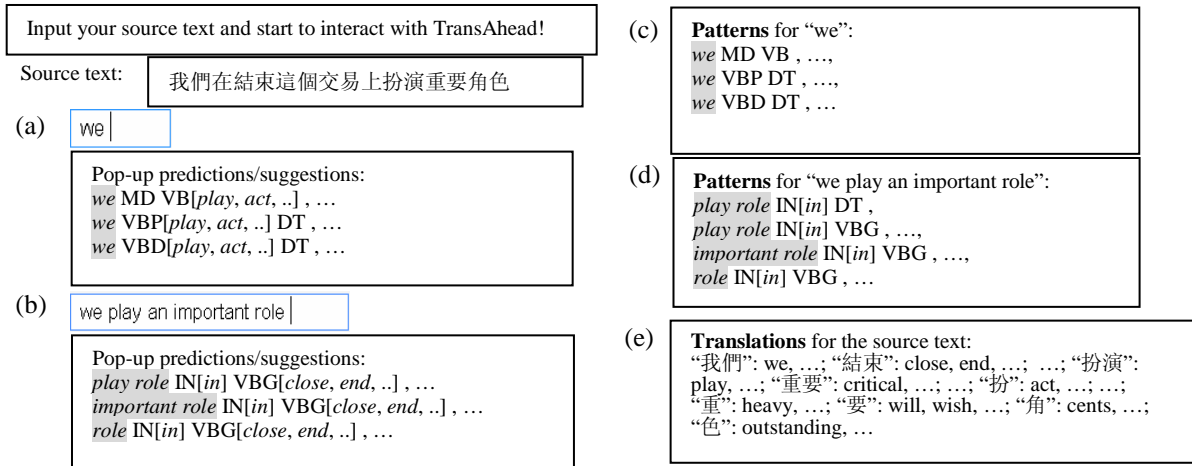 Input your source text and start to interact with TransAhead!
Source text:
我們在結束這個交易上扮演重要角色
(a)
we
Pop-up predictions/suggestions:
we MD VB[play, act, ..] , …
we VBP[play, act, ..] DT , …
we VBD[play, act, ..] DT , …
(b)
we play an important role
Pop-up predictions/suggestions:
play role IN[in] VBG[close, end, ..] , …
important role IN[in] VBG[close, end, ..] , …
role IN[in] VBG[close, end, ..] , …
(c)
Patterns for “we”:
we MD VB , …,
we VBP DT , …,
we VBD DT , …
(d)
Patterns for “we play an important role”:
play role IN[in] DT ,
play role IN[in] VBG , …,
important role IN[in] VBG , …,
role IN[in] VBG , …
(e)
Translations for the source text:
“我們”: we, …; “結束”: close, end, …; …; “扮演”:
play, …; “重要”: critical, …; …; “扮”: act, …; …;
“重”: heavy, …; “要”: will, wish, …; “角”: cents, …;
“色”: outstanding, …